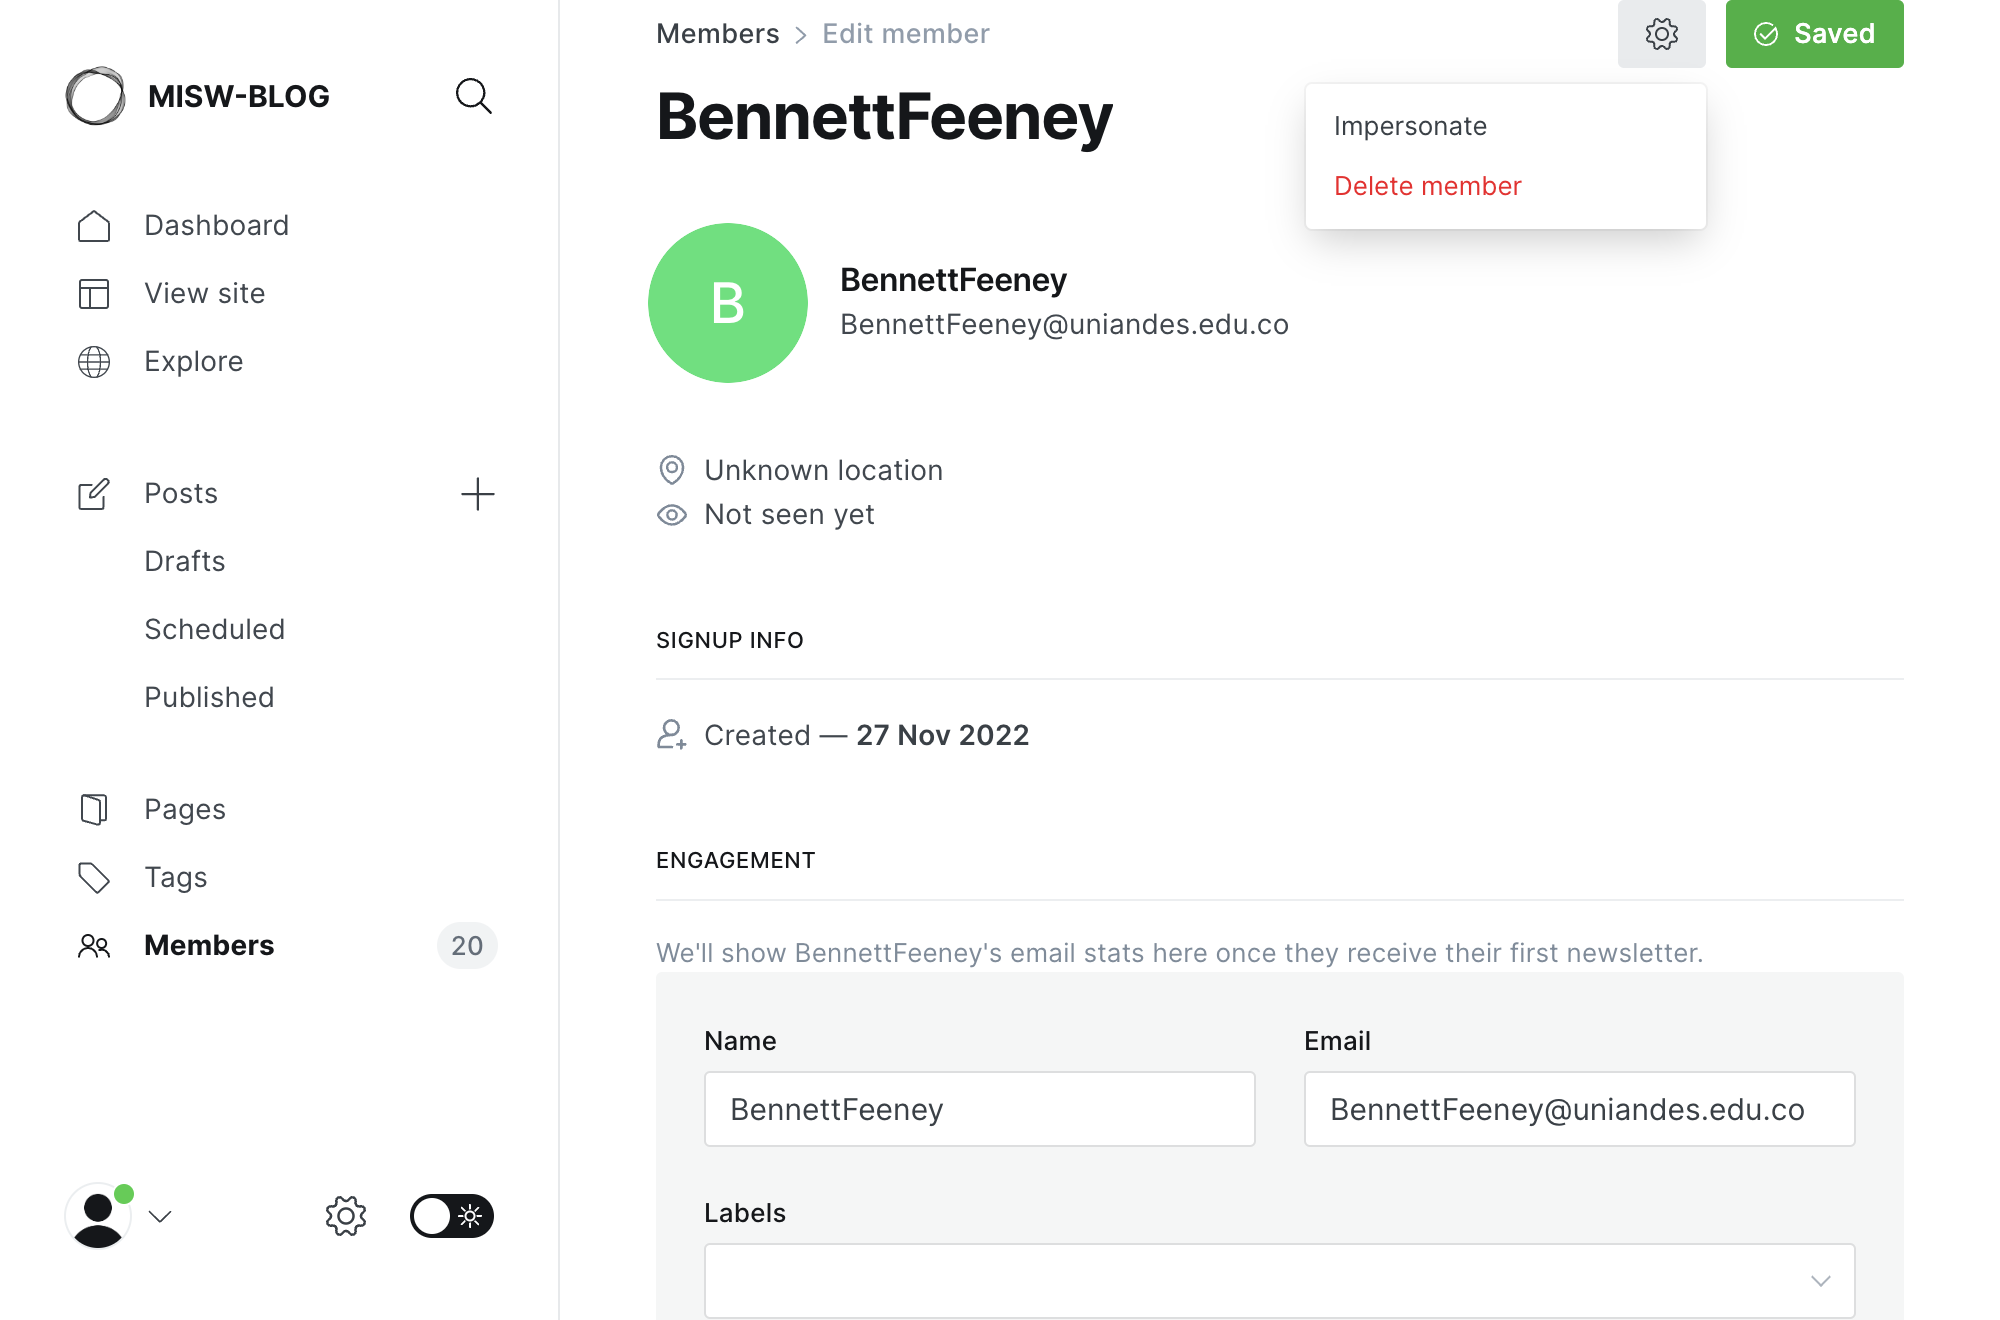 MISW-BLOG
Dashboard
View site
Explore
Posts
Drafts
Scheduled
Published
Pages
Tags
Members
20
Members > Edit member
Saved
BennettFeeney
Impersonate
Delete member
B
BennettFeeney
BennettFeeney@uniandes.edu.co
Unknown location
Not seen yet
SIGNUP INFO
Created — 27 Nov 2022
ENGAGEMENT
We'll show BennettFeeney's email stats here once they receive their first newsletter.
Name
Email
BennettFeeney
BennettFeeney@uniandes.edu.co
Labels